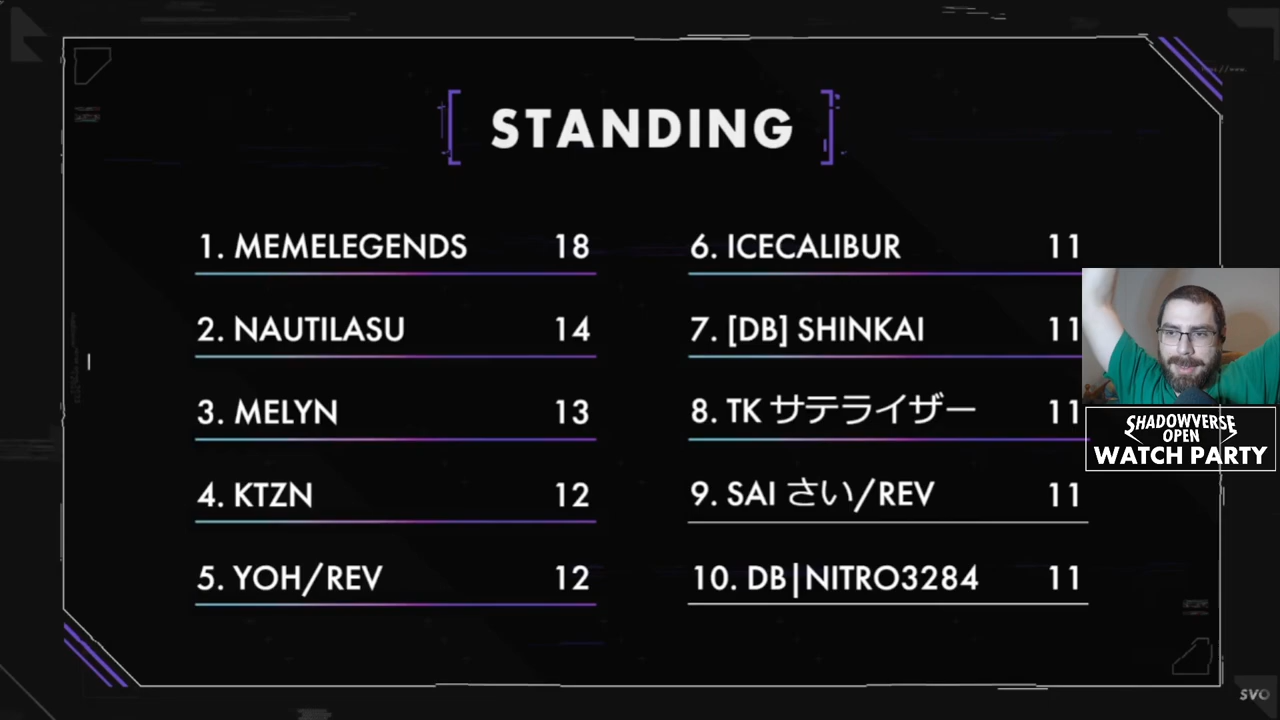 STANDING
1. MEMELEGENDS 18
2. NAUTILASU 14
3. MELYN 13
4. KTZN 12
5. YOH/REV 12
6. ICECALIBUR 11
7. [DB] SHINKAI 11
8. TK サテライザー 11
9. SAI さい/REV 11
10. DB|NITRO3284 11
SHADOWVERSE
OPEN
WATCH PARTY
SVO